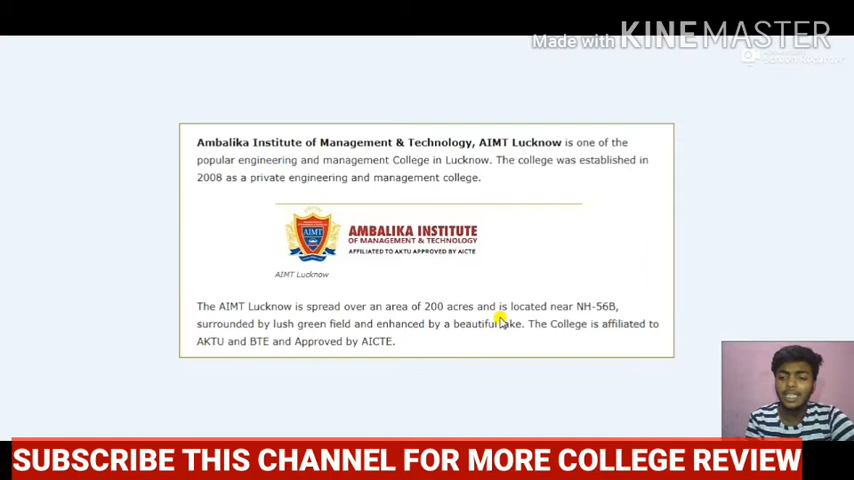 Made with KINEMASTER
Screen Recorder
Ambalika Institute of Management & Technology, AIMT Lucknow is one of the
popular engineering and management College in Lucknow. The college was established in
2008 as a private engineering and management college.
AIMT
AMBALIKA INSTITUTE
OF MANAGEMENT & TECHNOLOGY
AFFILIATED TO AKTU APPROVED BY AICTE
AIMT Lucknow
The AIMT Lucknow is spread over an area of 200 acres and is located near NH-56B,
surrounded by lush green field and enhanced by a beautiful lake. The College is affiliated to
AKTU and BTE and Approved by AICTE.
SUBSCRIBE THIS CHANNEL FOR MORE COLLEGE REVIEW